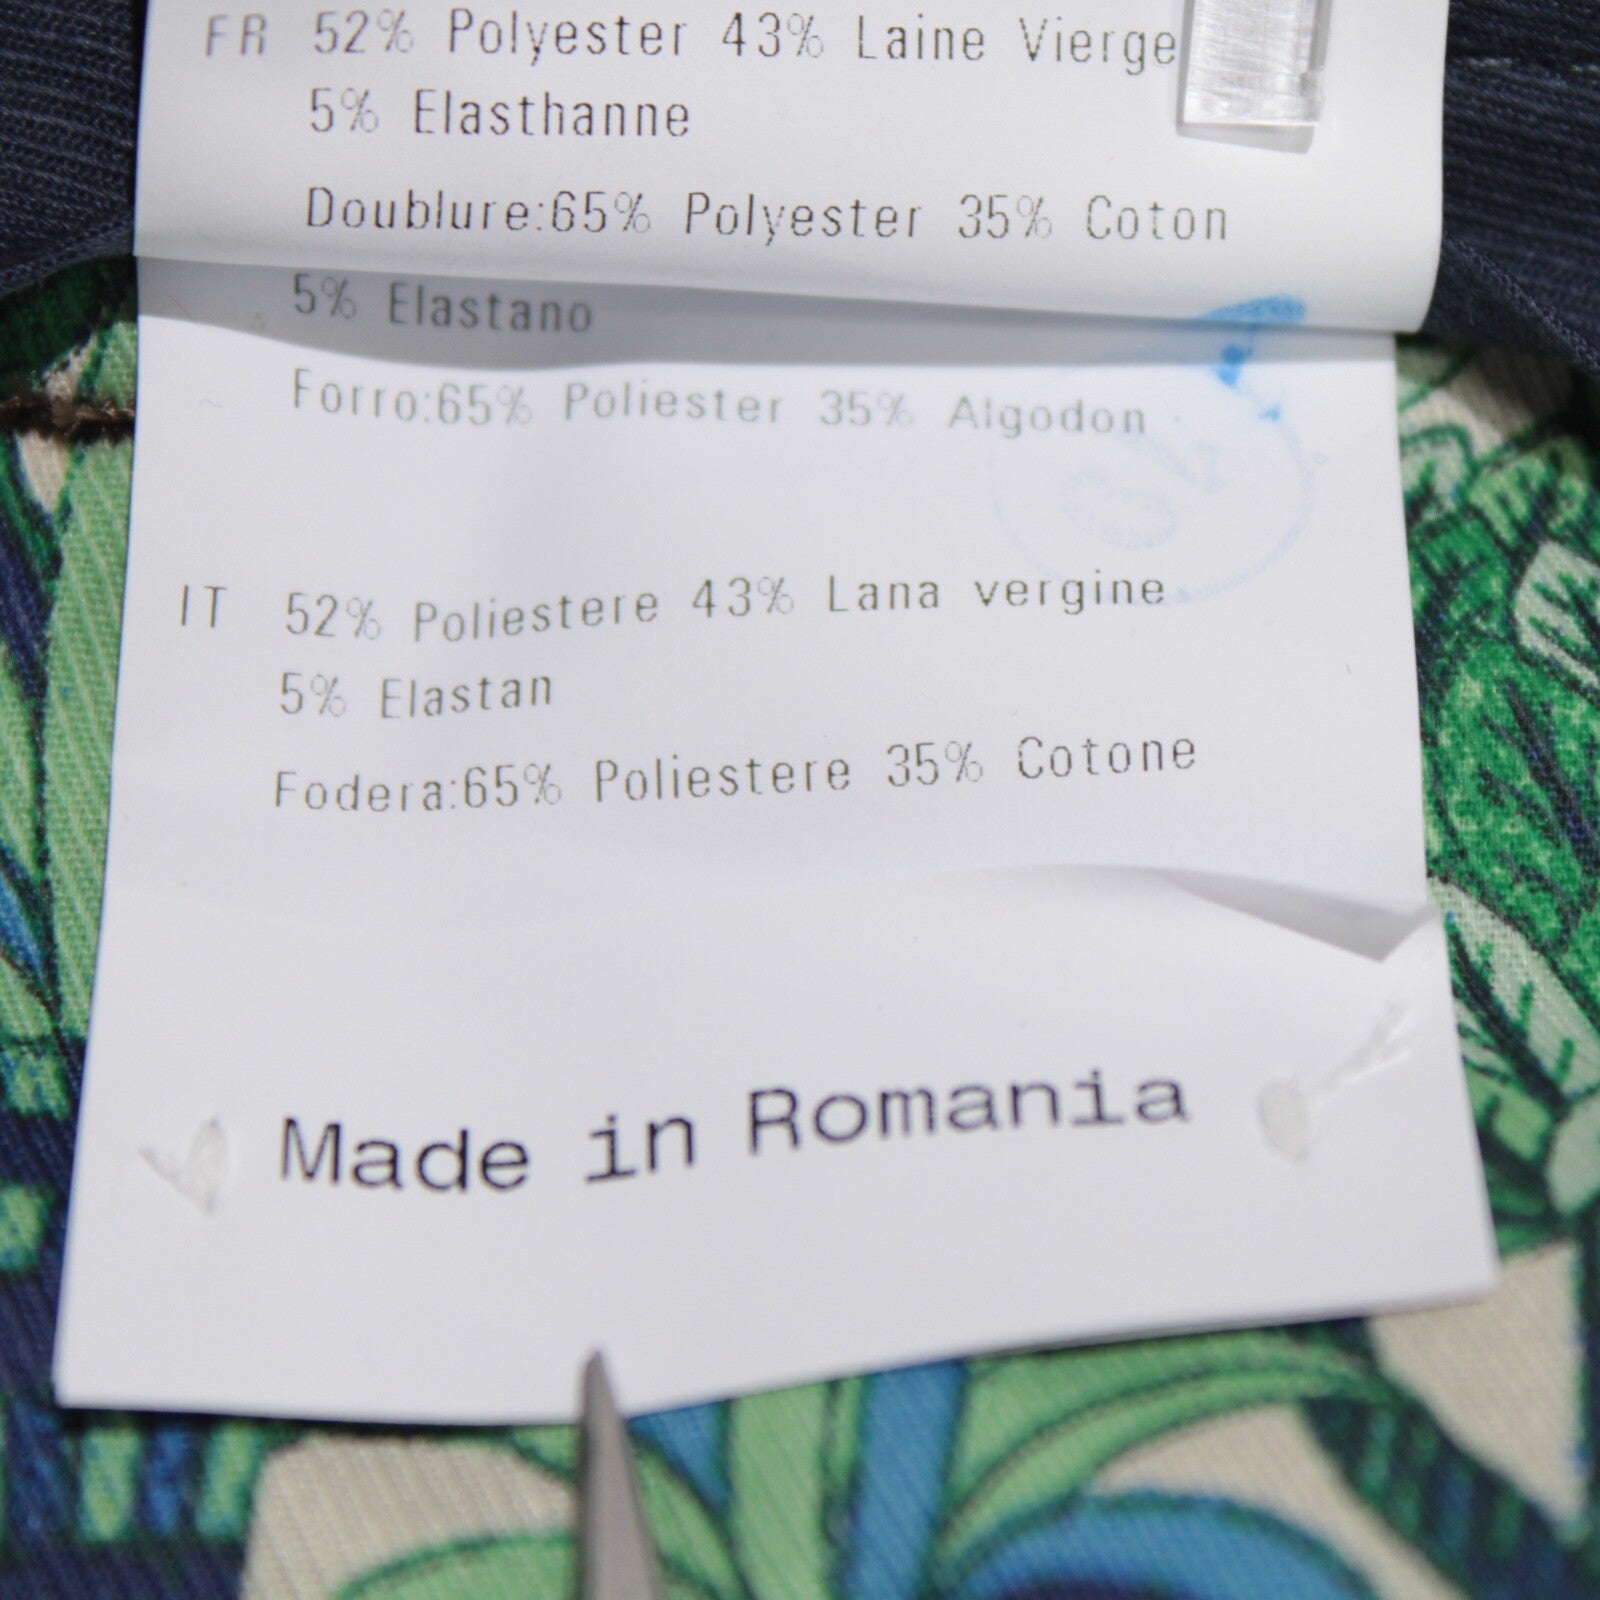 FR 52% Polyester 43% Laine Vierge
5% Elasthanne
Doublure:65% Polyester 35% Coton
5% Elastano
Forro:65% Poliester 35% Algodon
IT 52% Poliestere 43% Lana vergine
5% Elastan
Fodera:65% Poliestere 35% Cotone
Made in Romania